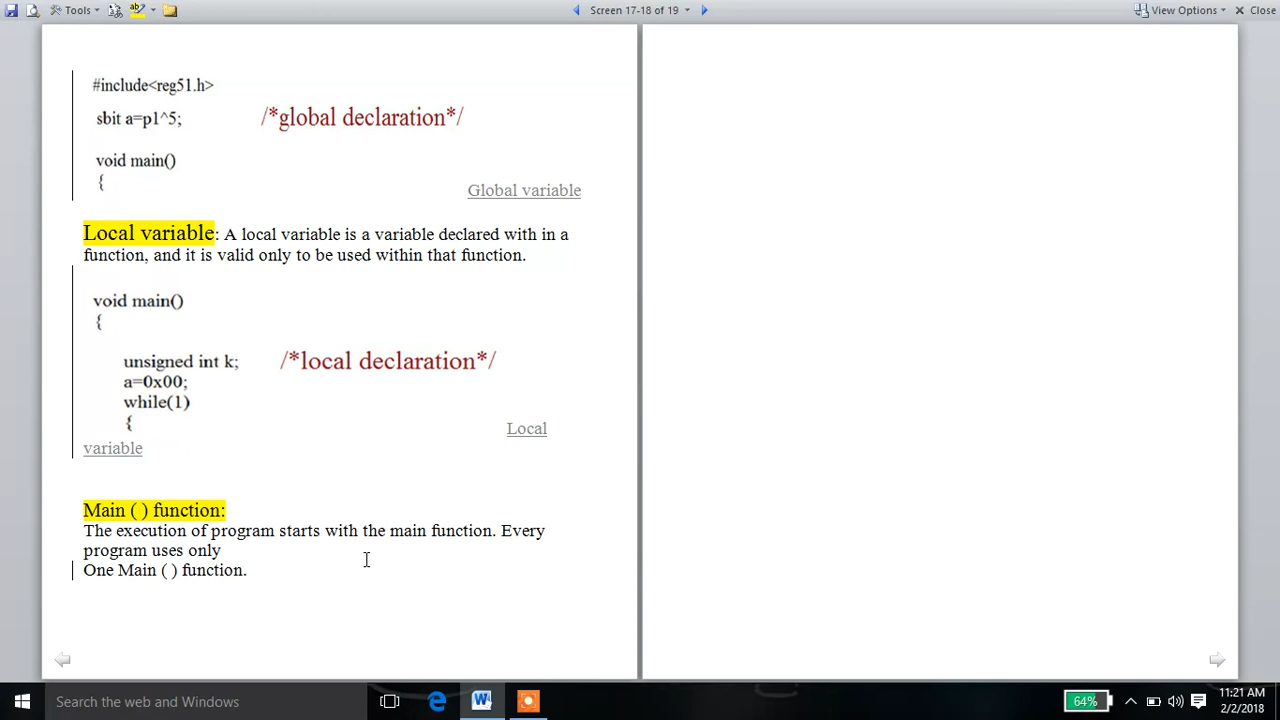 Tools
Screen 17-18 of 19
View Options
Close
#include<reg51.h>
sbit a=p1^5; /*global declaration*/
void main()
{
Global variable
Local variable: A local variable is a variable declared with in a
function, and it is valid only to be used within that function.
void main()
{
unsigned int k; /*local declaration*/
a=0x00;
while(1)
{
Local
variable
Main ( ) function:
The execution of program starts with the main function. Every
program uses only
One Main ( ) function.
Search the web and Windows
64%
11:21 AM
2/2/2018